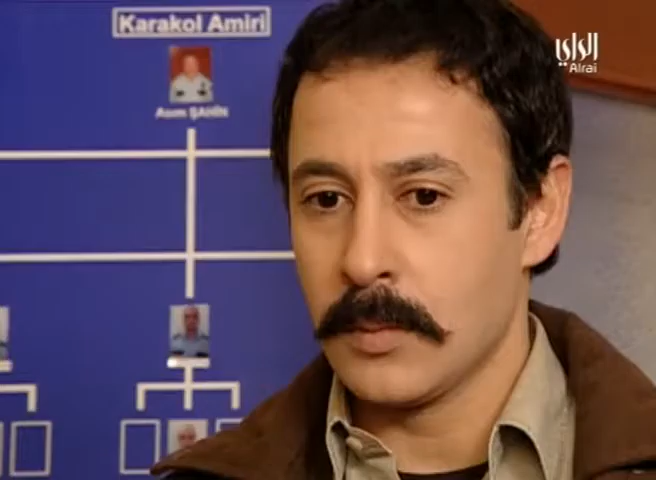 Karakol Amiri
الراي
Alrai
Asım ŞAHİN